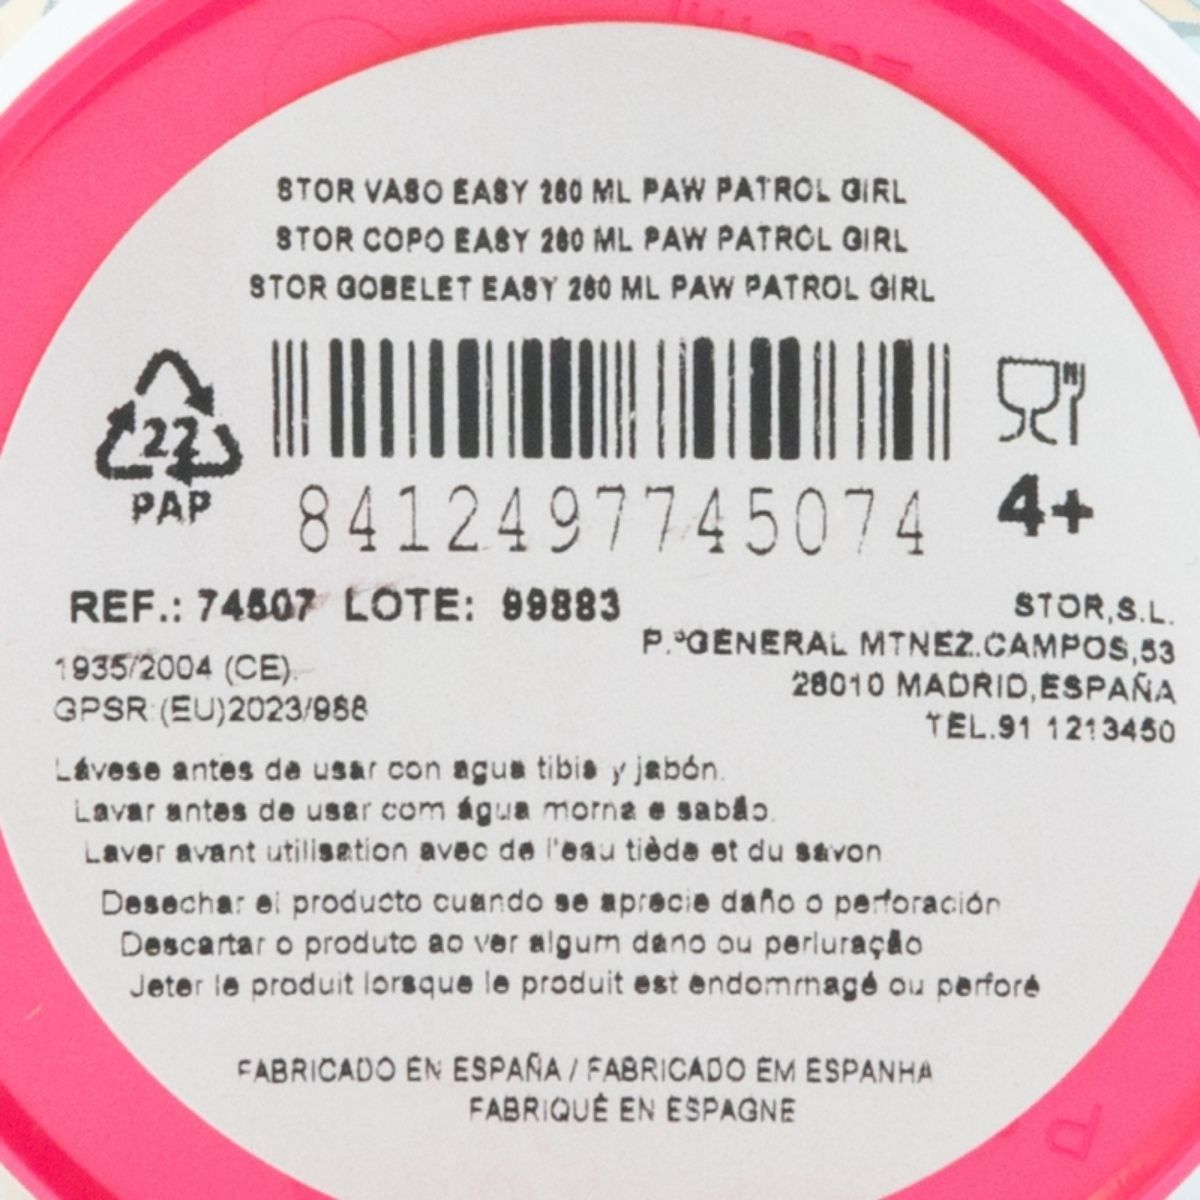 STOR VASO EASY 260 ML PAW PATROL GIRL
STOR COPO EASY 260 ML PAW PATROL GIRL
STOR GOBELET EASY 260 ML PAW PATROL GIRL
22
PAP
8412497745074
4+
REF.: 74507 LOTE: 99883
1935/2004 (CE).
GPSR (EU)2023/988
STOR,S.L.
P.ºGENERAL MTNEZ.CAMPOS,53
28010 MADRID,ESPAÑA
TEL.91 1213450
Lávese antes de usar con agua tibia y jabón.
Lavar antes de usar com água morna e sabão.
Laver avant utilisation avec de l'eau tiède et du savon
Desechar el producto cuando se aprecie daño o perforación
Descartar o produto ao ver algum dano ou perfuração
Jeter le produit lorsque le produit est endommagé ou perforé
FABRICADO EN ESPAÑA / FABRICADO EM ESPANHA
FABRIQUÉ EN ESPAGNE